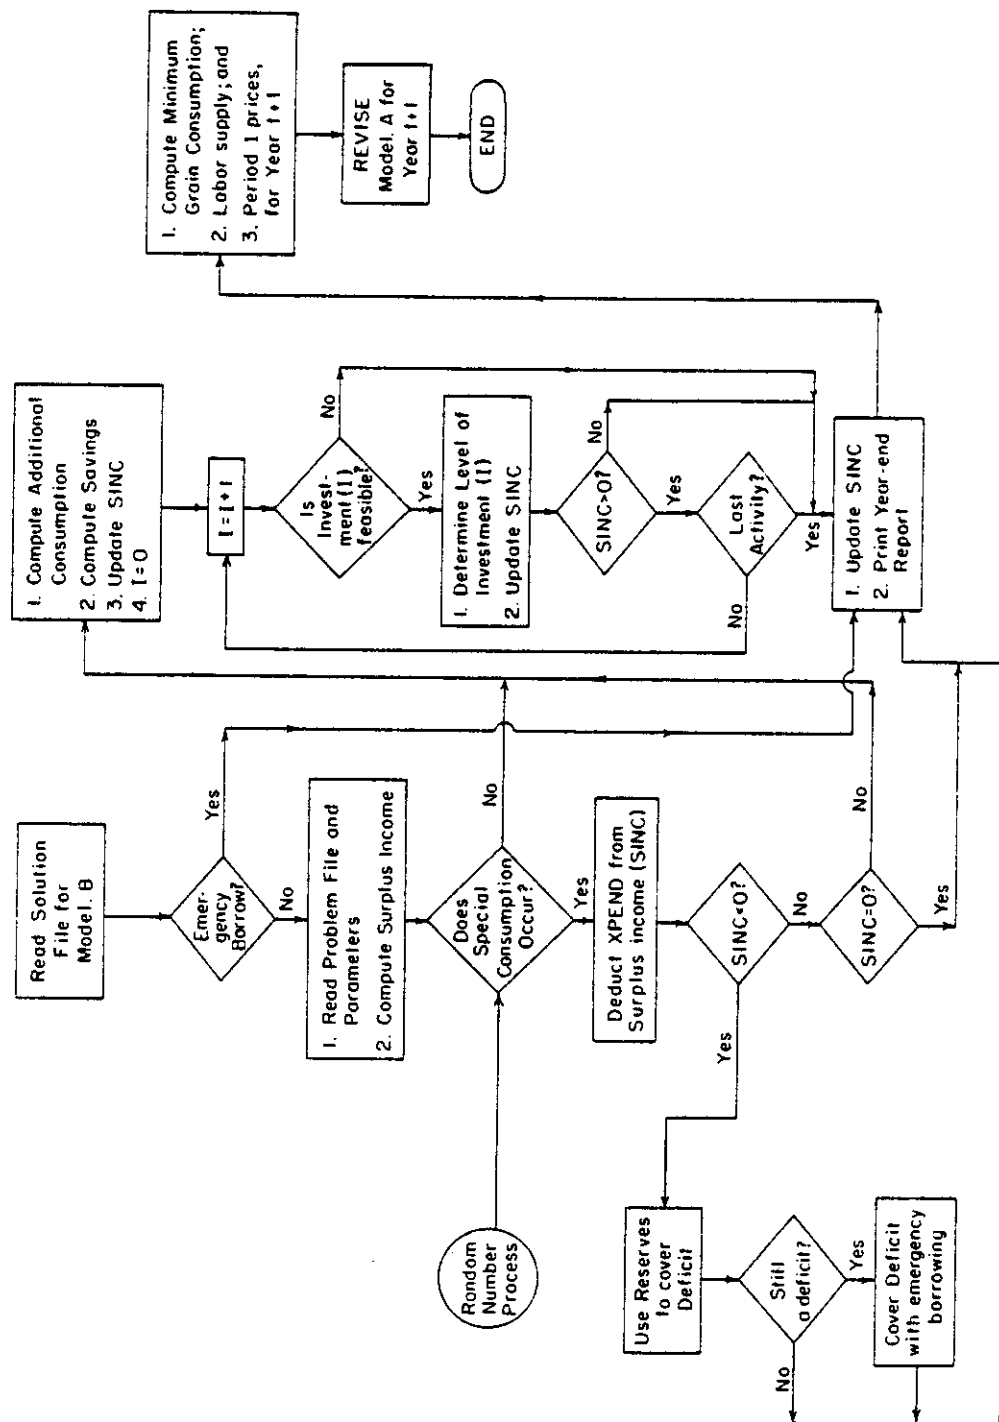 Read Solution
File for
Model. B
Emer-
gency
Borrow?
Yes
No
1. Read Problem File and
Parameters
2. Compute Surplus Income
Random
Number
Process
Does
Special
Consumption
Occur?
No
Yes
Deduct XPEND from
Surplus income (SINC)
SINC<0?
Yes
No
SINC=0?
No
Yes
Use Reserves
to cover
Deficit
Still
a deficit?
No
Yes
Cover Deficit
with emergency
borrowing
1. Compute Additional
Consumption
2. Compute Savings
3. Update SINC
4. I=0
I=I+1
Is
Invest-
ment(I)
feasible?
No
Yes
1. Determine Level of
Investment (I)
2. Update SINC
SINC>0?
No
Yes
Last
Activity?
No
Yes
1. Update SINC
2. Print Year-end
Report
1. Compute Minimum
Grain Consumption;
2. Labor supply; and
3. Period 1 prices,
for Year t+1
REVISE
Model. A for
Year t+1
END